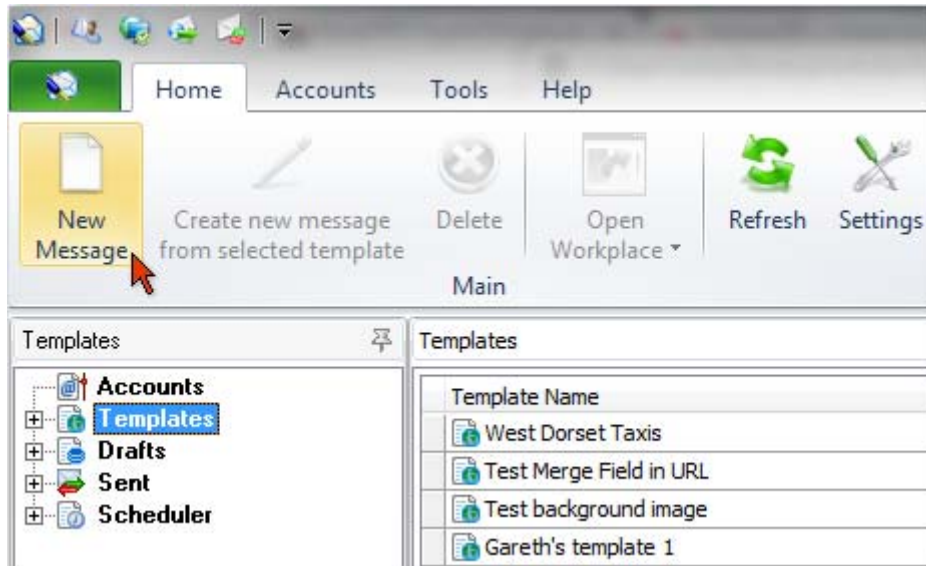 Home Accounts Tools Help
New Message
Create new message from selected template
Delete
Open Workplace
Refresh
Settings
Main
Templates
Accounts
Templates
Drafts
Sent
Scheduler
Templates
Template Name
West Dorset Taxis
Test Merge Field in URL
Test background image
Gareth's template 1